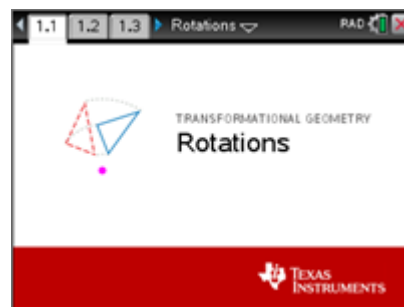 1.1 1.2 1.3 Rotations RAD
TRANSFORMATIONAL GEOMETRY
Rotations
TEXAS
INSTRUMENTS